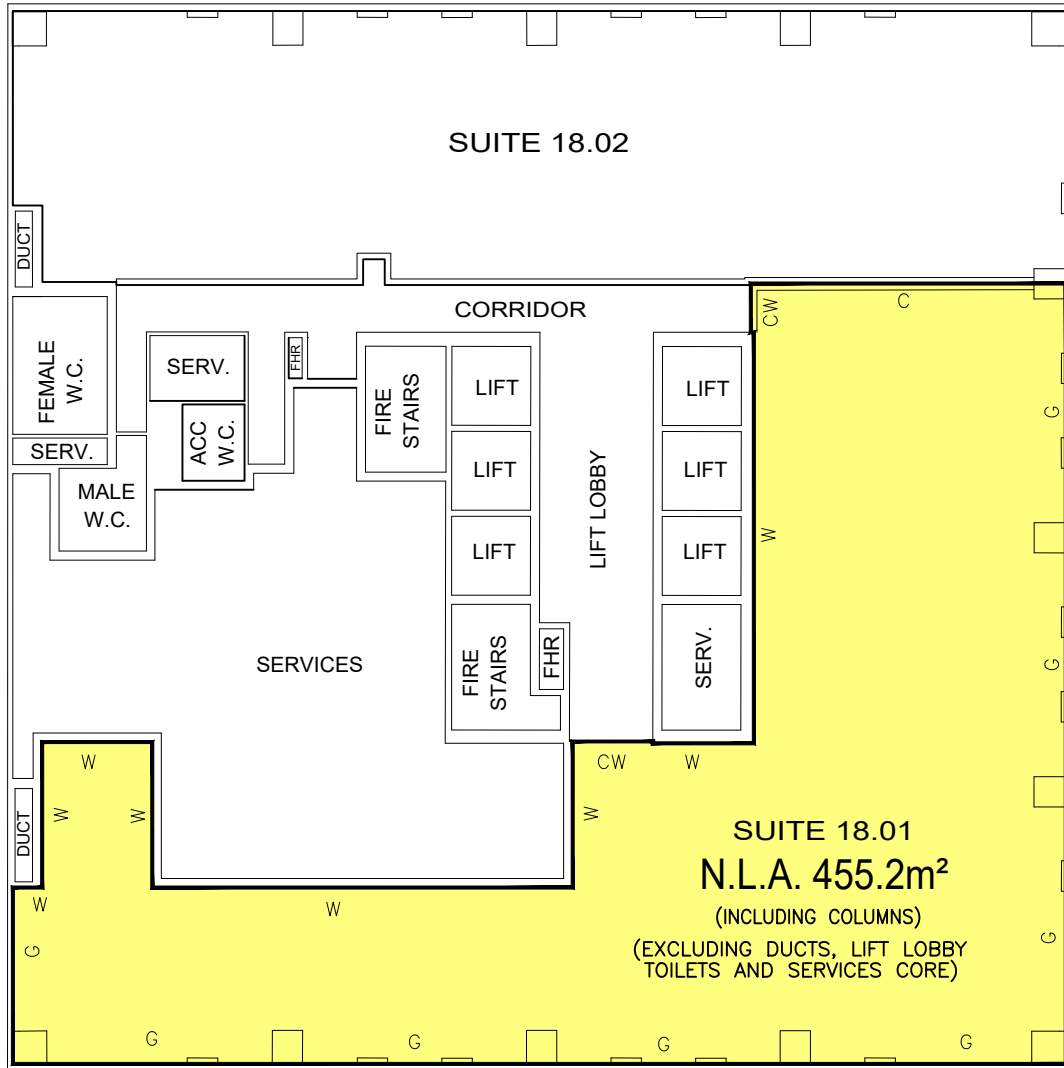 SUITE 18.02
DUCT
CORRIDOR
CW
C
FEMALE
W.C.
SERV.
FHR
FIRE
STAIRS
LIFT
LIFT
G
ACC
W.C.
SERV.
LIFT
LIFT
MALE
W.C.
LIFT LOBBY
W
LIFT
LIFT
SERVICES
FIRE
STAIRS
FHR
SERV.
G
W
CW
W
W
W
W
DUCT
SUITE 18.01
N.L.A. 455.2m²
(INCLUDING COLUMNS)
(EXCLUDING DUCTS, LIFT LOBBY
TOILETS AND SERVICES CORE)
W
W
G
G
G
G
G
G